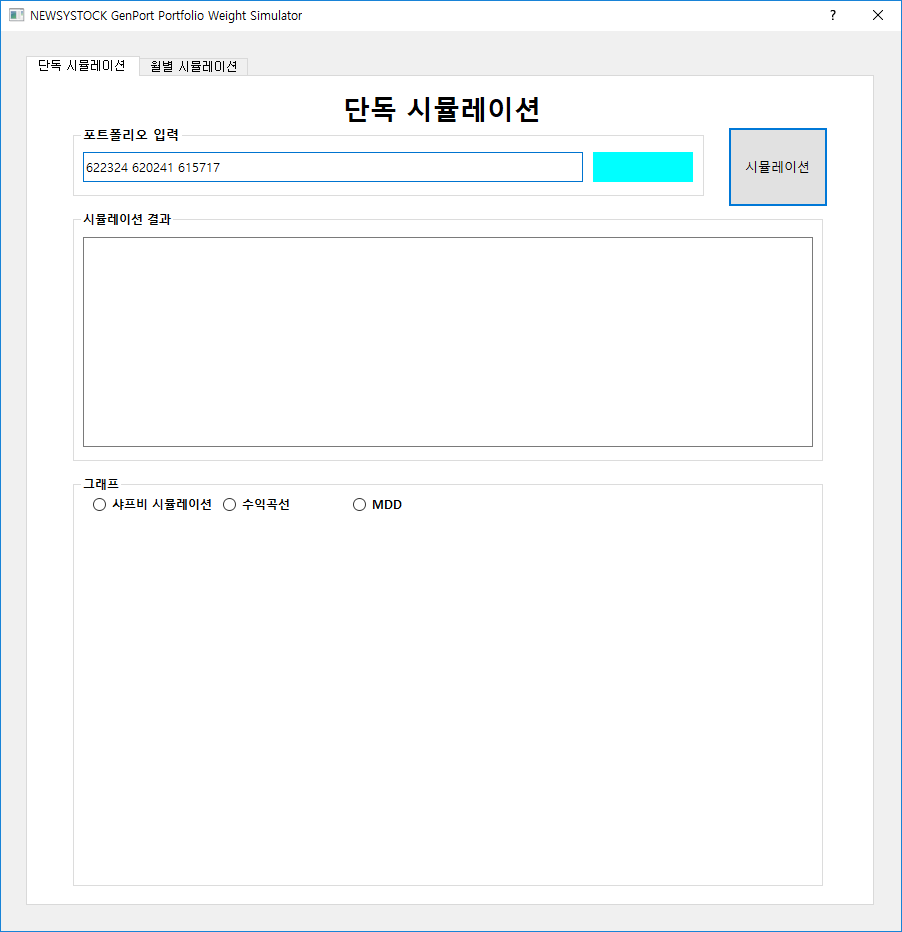 NEWSYSTOCK GenPort Portfolio Weight Simulator
단독 시뮬레이션 월별 시뮬레이션
단독 시뮬레이션
포트폴리오 입력
622324 620241 615717
시뮬레이션
시뮬레이션 결과
그래프
샤프비 시뮬레이션 수익곡선 MDD